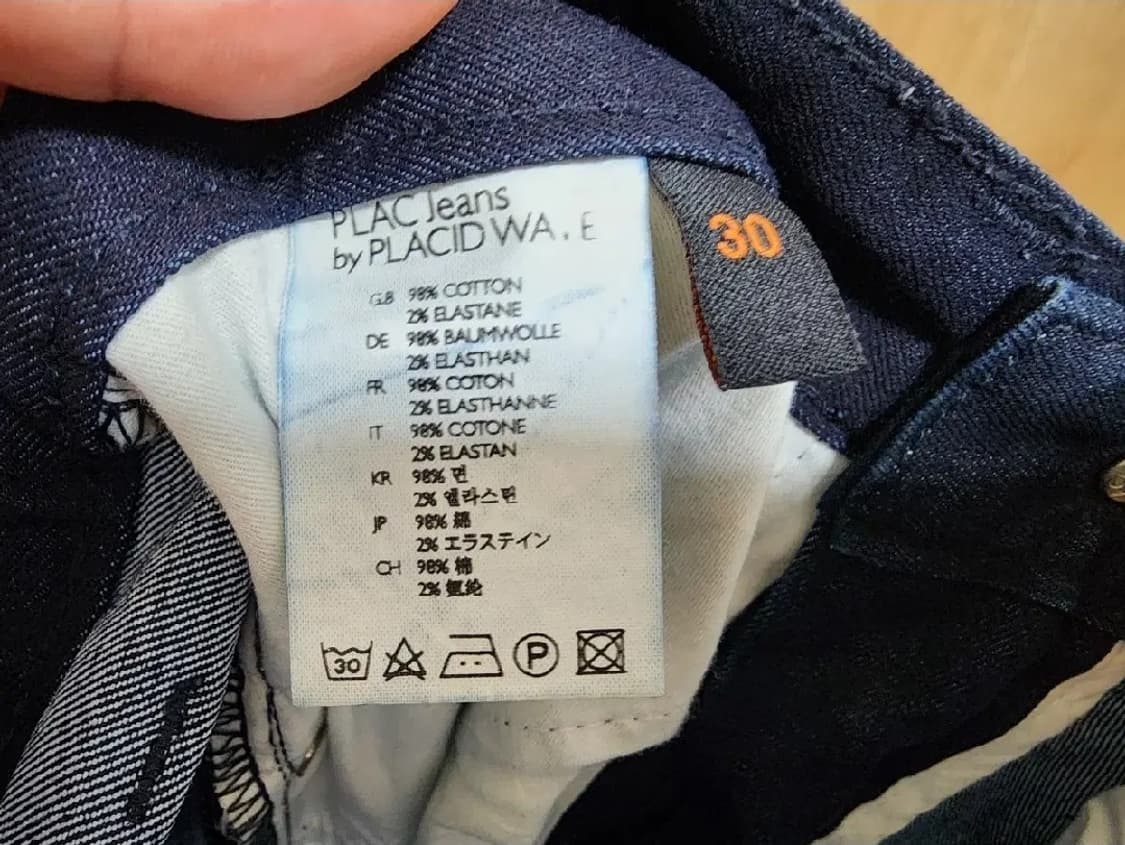 PLAC Jeans
by PLACID WA.E
30
GB 98% COTTON
2% ELASTANE
DE 98% BAUMWOLLE
2% ELASTHAN
FR 98% COTON
2% ELASTHANNE
IT 98% COTONE
2% ELASTAN
KR 98% 면
2% 엘라스틴
JP 98% 綿
2% エラステイン
CH 98% 棉
2% 氨纶
30 P